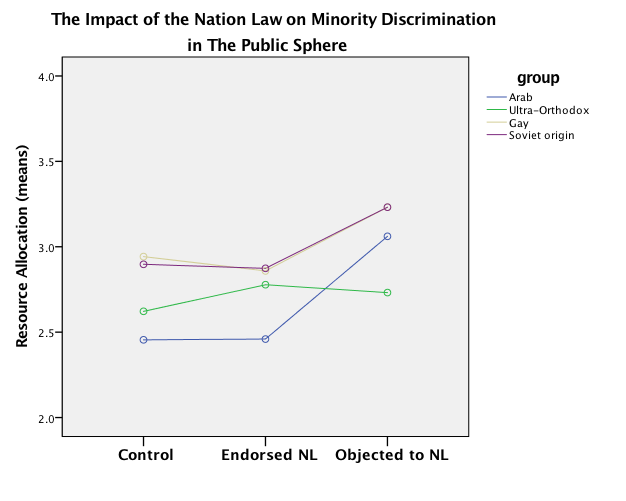 The Impact of the Nation Law on Minority Discrimination
in The Public Sphere
group
Arab
Ultra-Orthodox
Gay
Soviet origin
Resource Allocation (means)
4.0
3.5
3.0
2.5
2.0
Control
Endorsed NL
Objected to NL